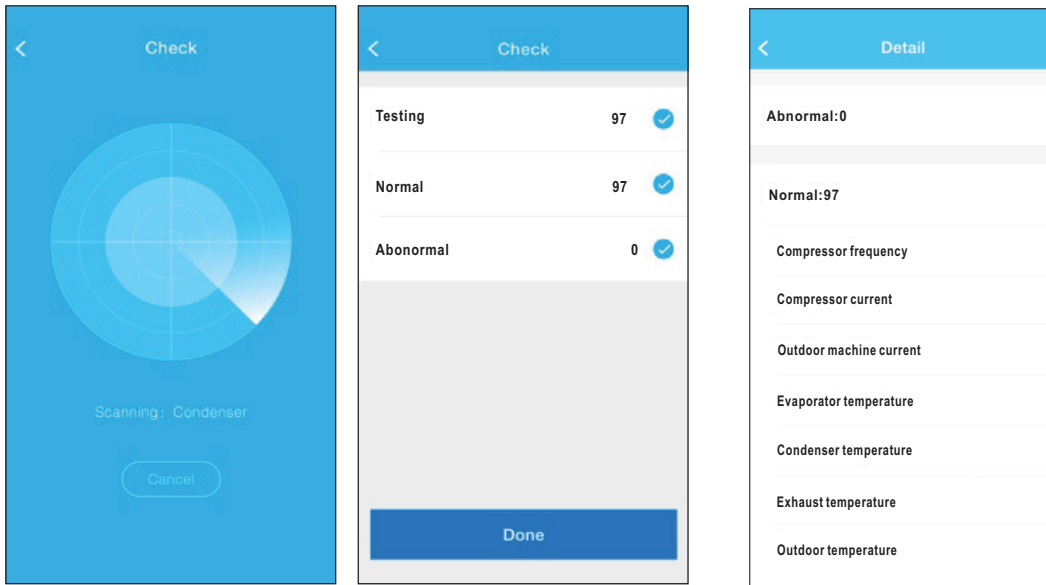 Check
Scanning: Condenser
Cancel
Check
Testing 97
Normal 97
Abonormal 0
Done
Detail
Abnormal:0
Normal:97
Compressor frequency
Compressor current
Outdoor machine current
Evaporator temperature
Condenser temperature
Exhaust temperature
Outdoor temperature